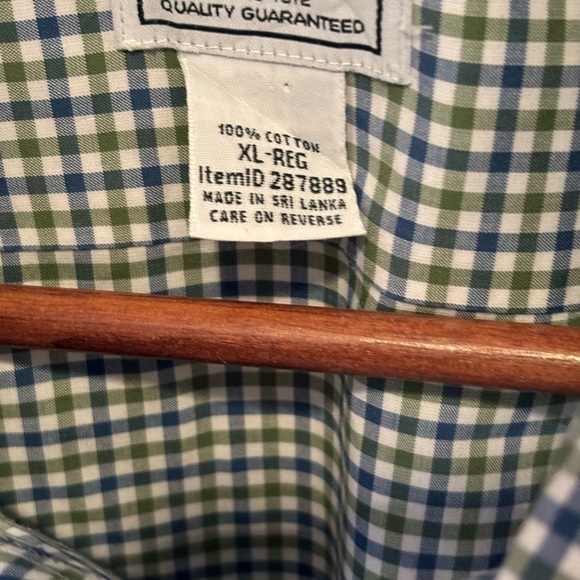 QUALITY GUARANTEED
100% COTTON
XL-REG
ItemID 287889
MADE IN SRI LANKA
CARE ON REVERSE